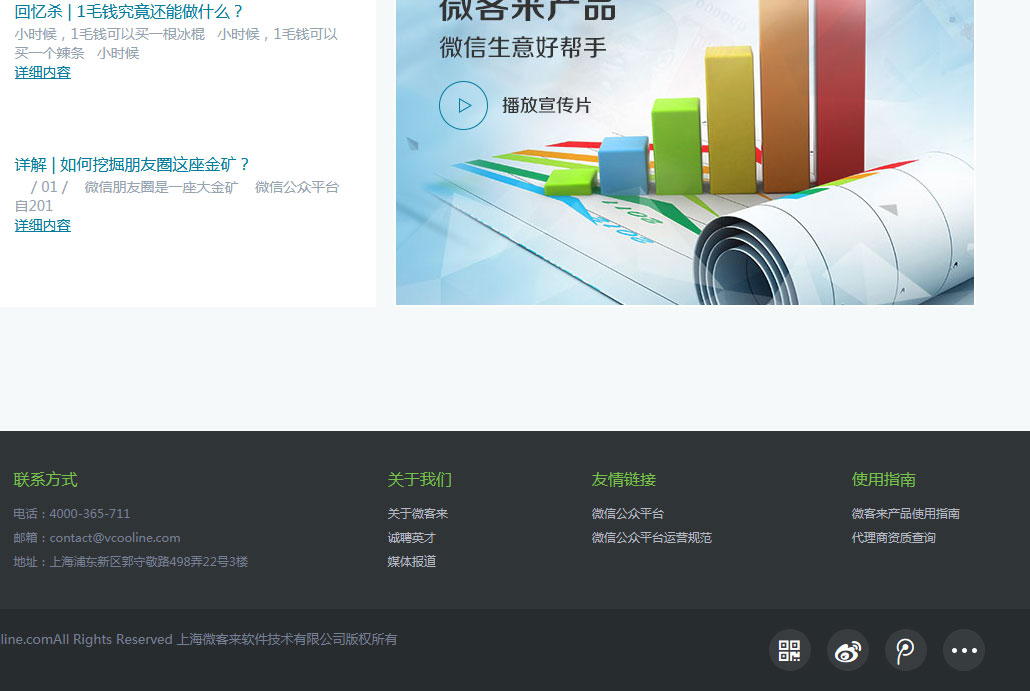 回忆杀 | 1毛钱究竟还能做什么？
小时候，1毛钱可以买一根冰棍 小时候，1毛钱可以
买一个辣条 小时候
详细内容
详解 | 如何挖掘朋友圈这座金矿？
/ 01 / 微信朋友圈是一座大金矿 微信公众平台
自201
详细内容
微客来产品
微信生意好帮手
播放宣传片
2011
2012
联系方式
电话：4000-365-711
邮箱：contact@vcooline.com
地址：上海浦东新区郭守敬路498弄22号3楼
关于我们
关于微客来
诚聘英才
媒体报道
友情链接
微信公众平台
微信公众平台运营规范
使用指南
微客来产品使用指南
代理商资质查询
line.comAll Rights Reserved 上海微客来软件技术有限公司版权所有